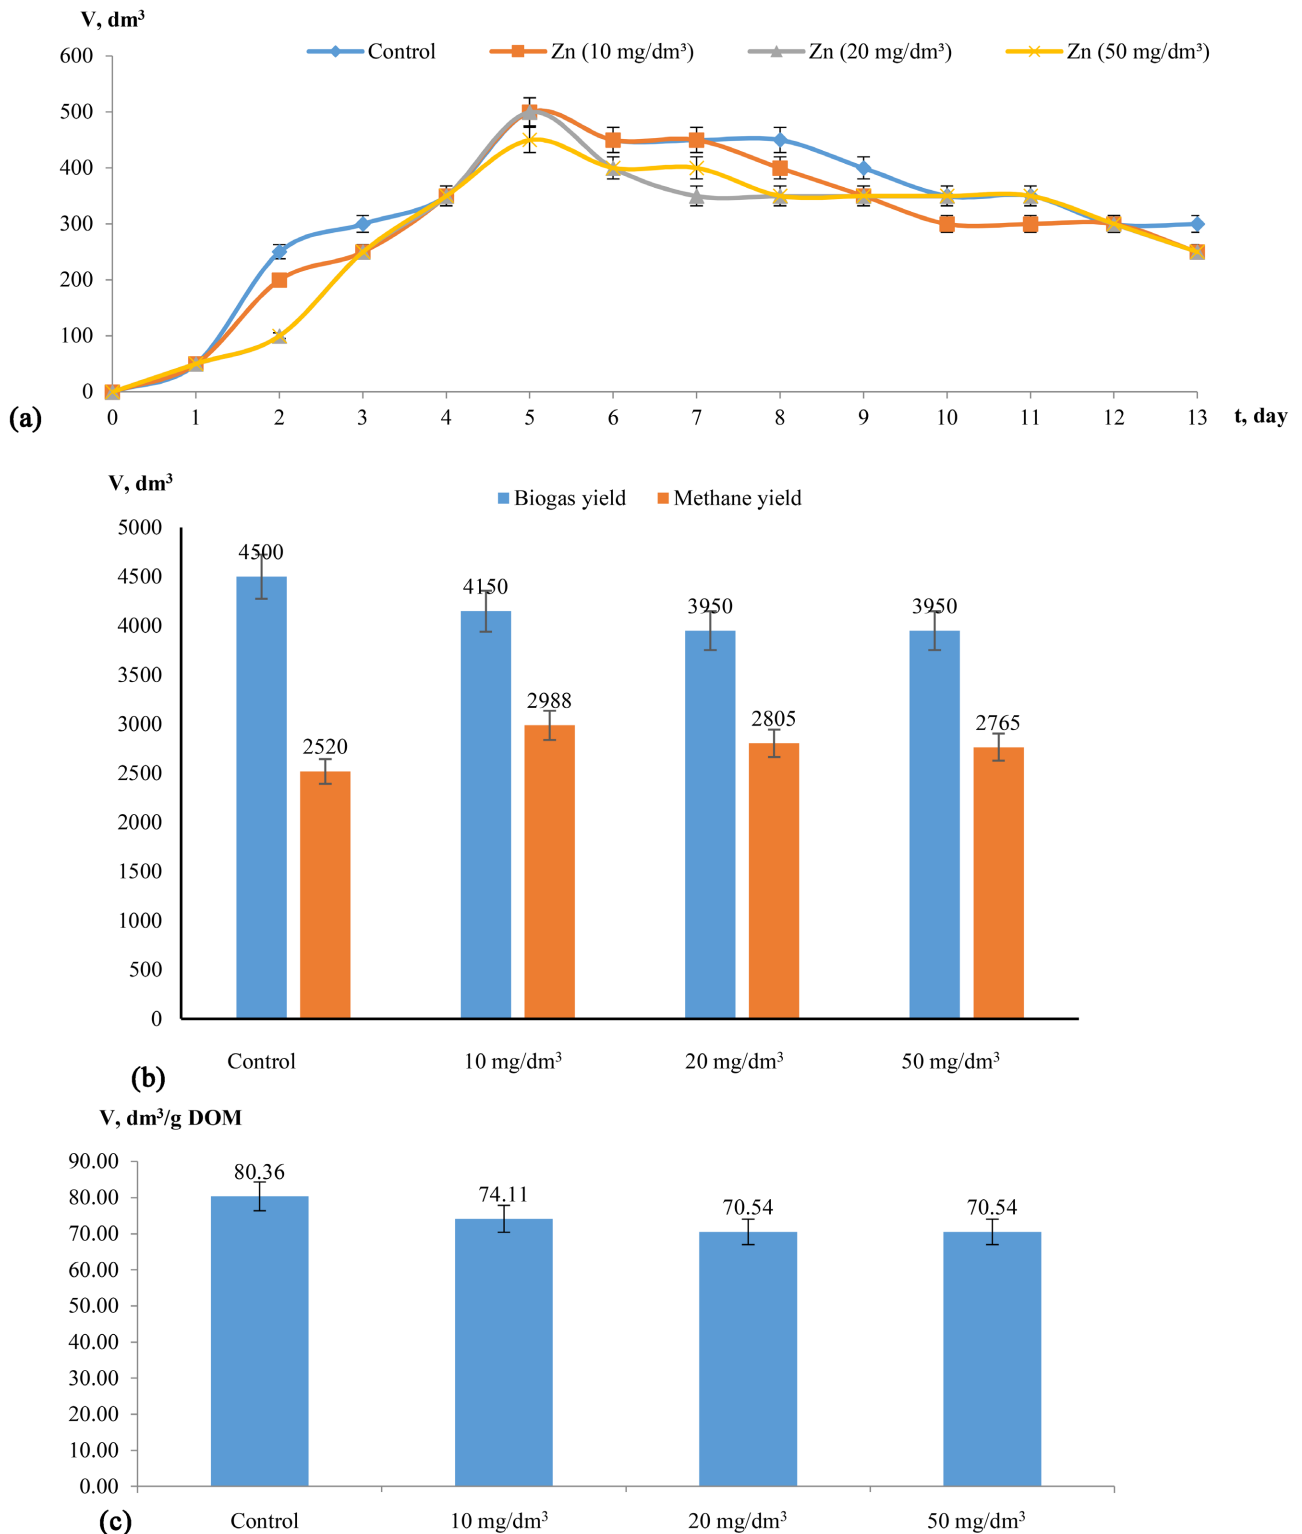 V, dm³
Control Zn (10 mg/dm³) Zn (20 mg/dm³) Zn (50 mg/dm³)
600
500
400
300
200
100
0
0 1 2 3 4 5 6 7 8 9 10 11 12 13 t, day
(a)
V, dm³
Biogas yield Methane yield
5000
4500
4000
3500
3000
2500
2000
1500
1000
500
0
4500 2520 4150 2988 3950 2805 3950 2765
Control 10 mg/dm³ 20 mg/dm³ 50 mg/dm³
(b)
V, dm³/g DOM
90.00
80.00
70.00
60.00
50.00
40.00
30.00
20.00
10.00
0.00
80.36 74.11 70.54 70.54
Control 10 mg/dm³ 20 mg/dm³ 50 mg/dm³
(c)